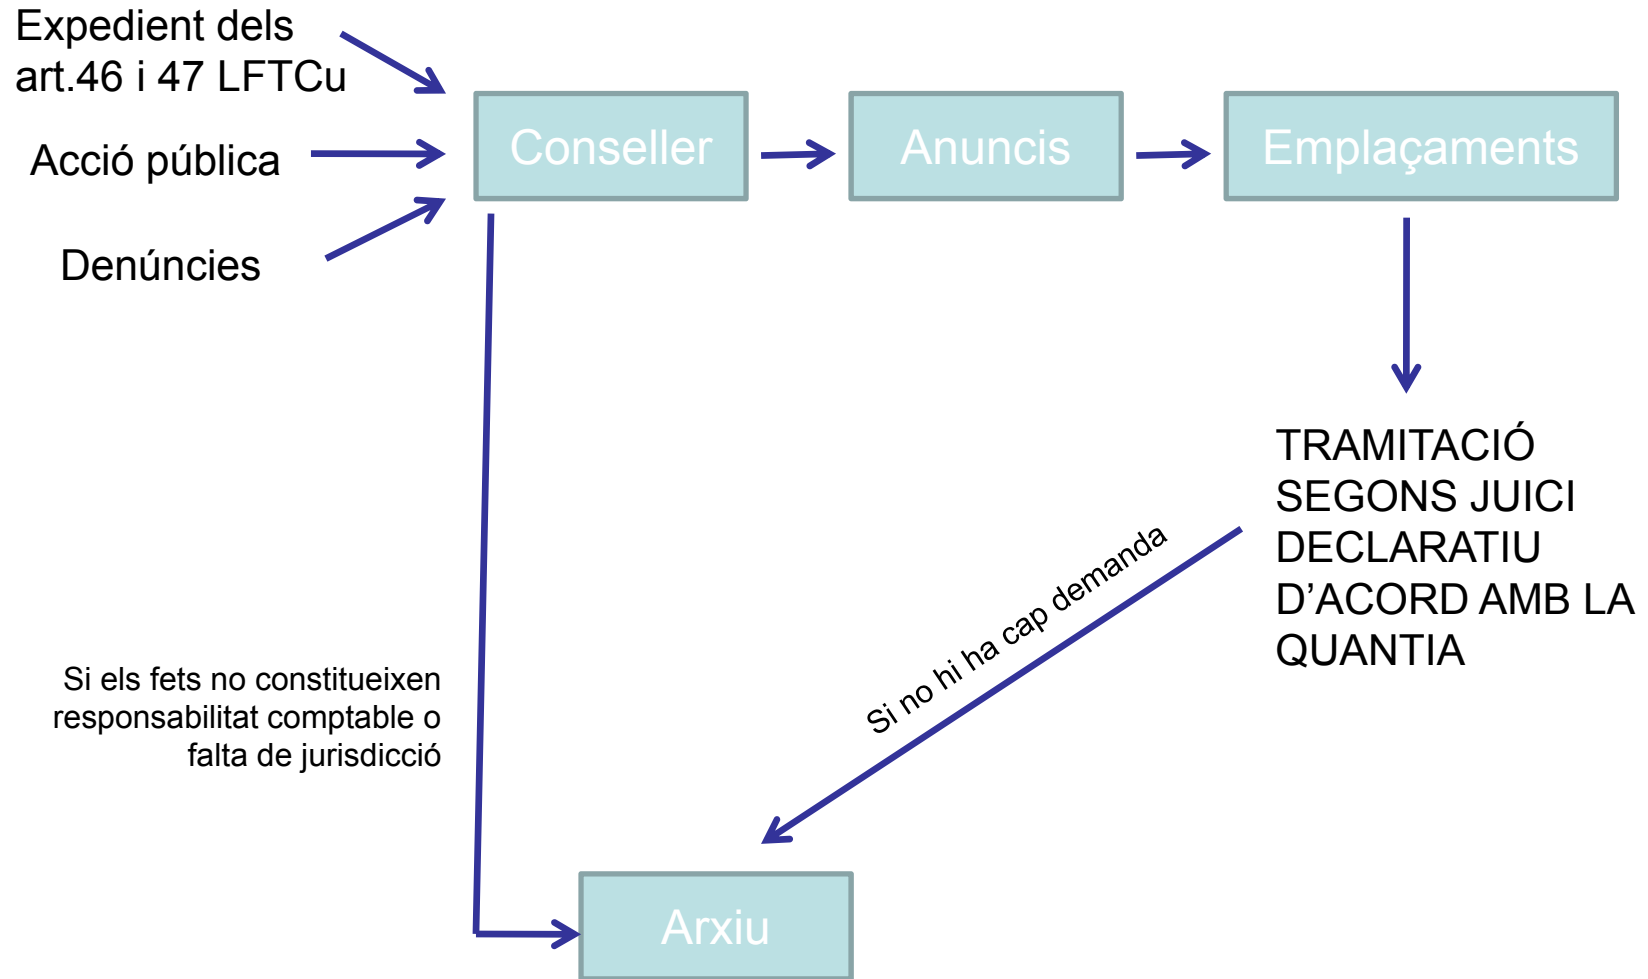 Expedient dels
art.46 i 47 LFTCu
Acció pública
Denúncies
Conseller
Anuncis
Emplaçaments
TRAMITACIÓ
SEGONS JUICI
DECLARATIU
D’ACORD AMB LA
QUANTIA
Si no hi ha cap demanda
Si els fets no constitueixen
responsabilitat comptable o
falta de jurisdicció
Arxiu